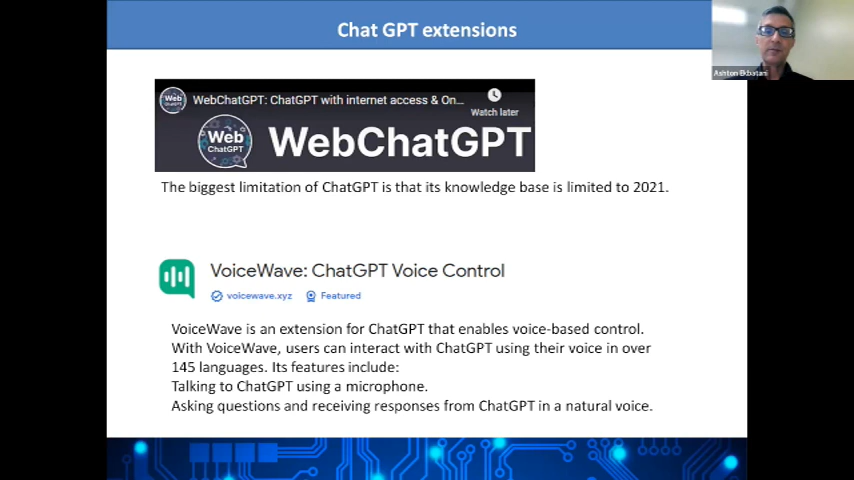 Chat GPT extensions
Ashton Ekbatani
Web
ChatGPT
WebChatGPT: ChatGPT with internet access & On...
Watch later
Web
ChatGPT
WebChatGPT
The biggest limitation of ChatGPT is that its knowledge base is limited to 2021.
VoiceWave: ChatGPT Voice Control
voicewave.xyz Featured
VoiceWave is an extension for ChatGPT that enables voice-based control.
With VoiceWave, users can interact with ChatGPT using their voice in over
145 languages. Its features include:
Talking to ChatGPT using a microphone.
Asking questions and receiving responses from ChatGPT in a natural voice.